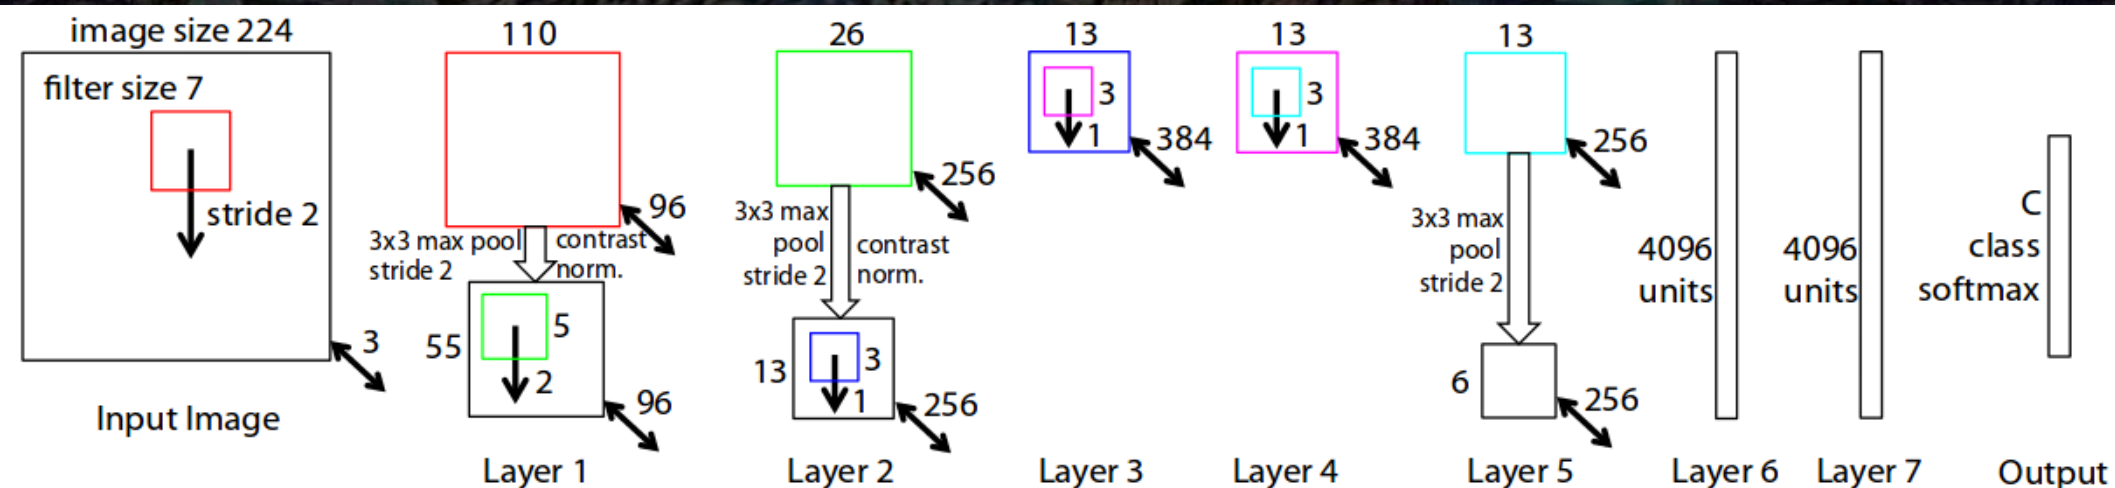 image size 224
filter size 7
stride 2
3
Input Image
110
96
3x3 max pool
stride 2
contrast
norm.
55
5
2
96
Layer 1
26
256
3x3 max
pool
stride 2
contrast
norm.
13
3
1
256
Layer 2
13
3
1
384
Layer 3
13
3
1
384
Layer 4
13
256
3x3 max
pool
stride 2
6
256
Layer 5
4096
units
Layer 6
4096
units
Layer 7
C
class
softmax
Output